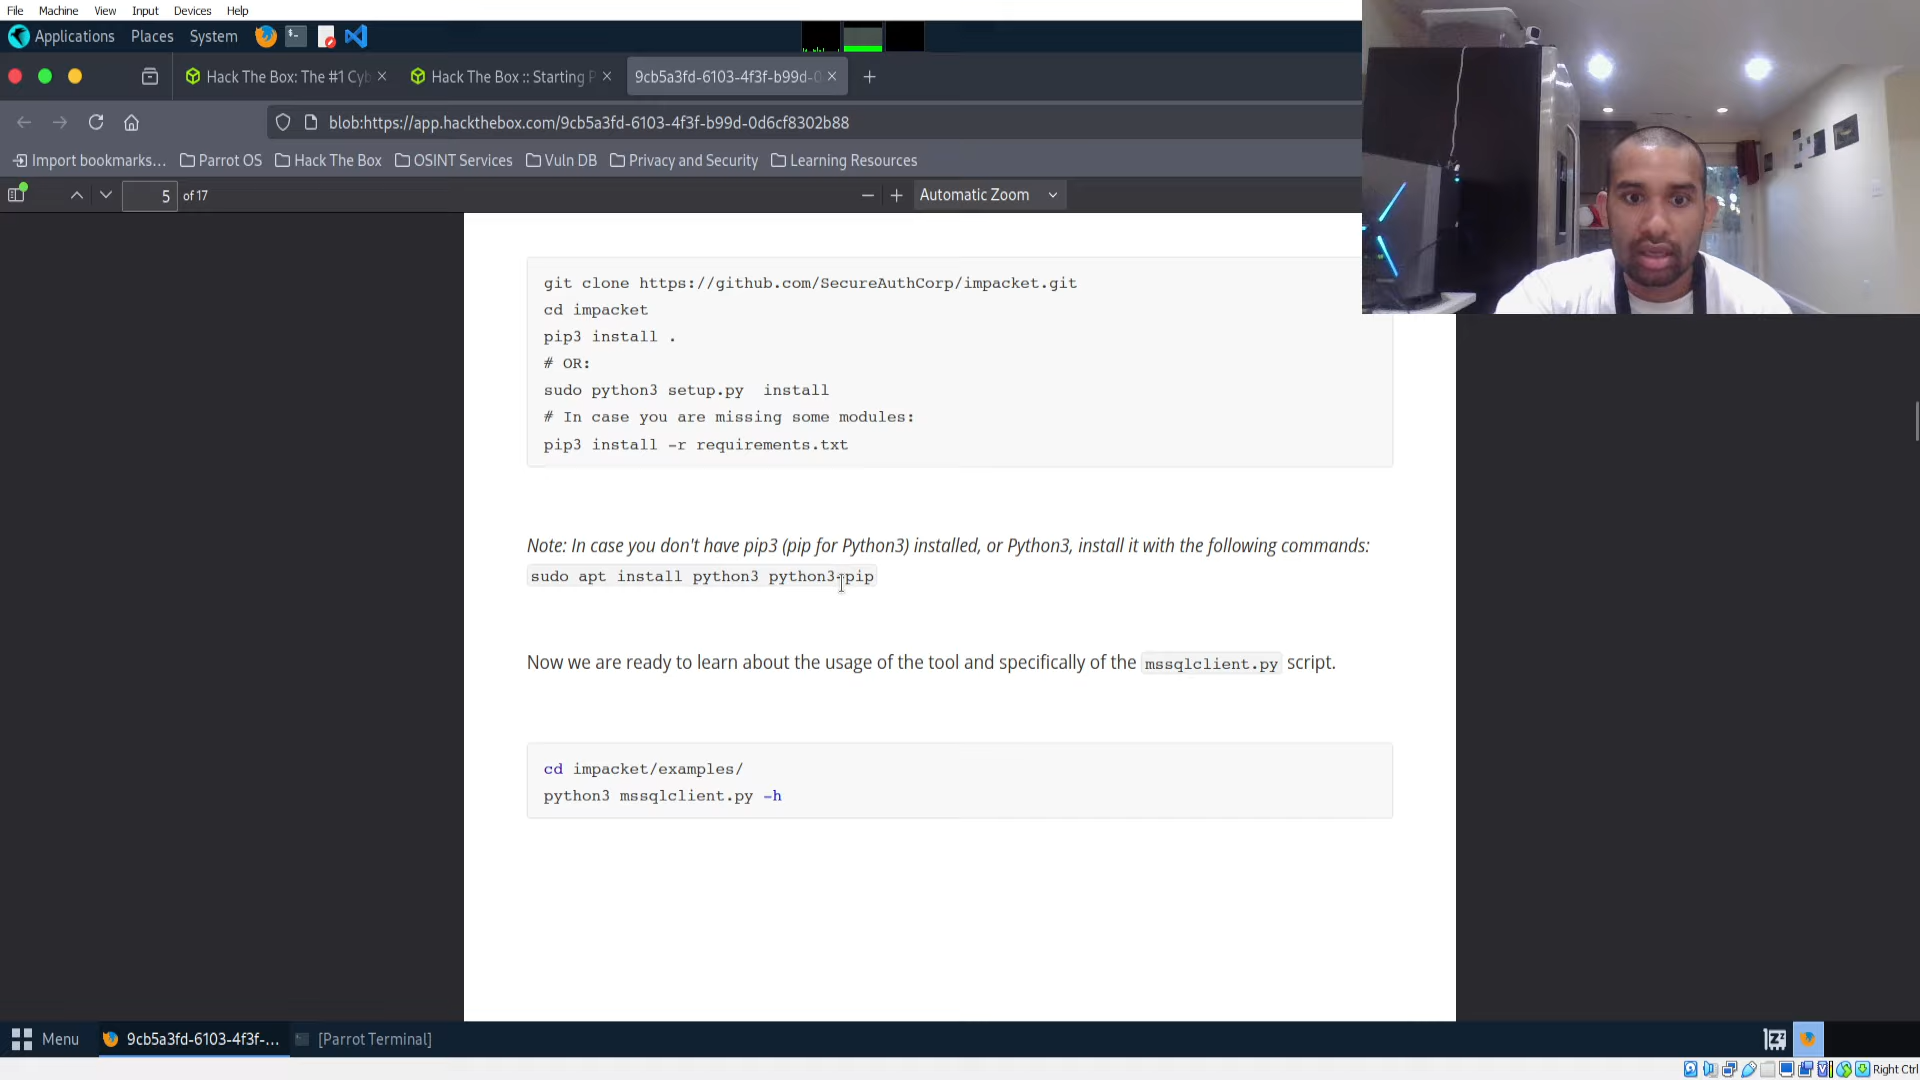 File Machine View Input Devices Help
Applications Places System
Hack The Box: The #1 Cyb
Hack The Box :: Starting P
9cb5a3fd-6103-4f3f-b99d-0
blob:https://app.hackthebox.com/9cb5a3fd-6103-4f3f-b99d-0d6cf8302b88
Import bookmarks... Parrot OS Hack The Box OSINT Services Vuln DB Privacy and Security Learning Resources
5 of 17 Automatic Zoom
git clone https://github.com/SecureAuthCorp/impacket.git
cd impacket
pip3 install .
# OR:
sudo python3 setup.py install
# In case you are missing some modules:
pip3 install -r requirements.txt
Note: In case you don't have pip3 (pip for Python3) installed, or Python3, install it with the following commands:
sudo apt install python3 python3-pip
Now we are ready to learn about the usage of the tool and specifically of the mssqlclient.py script.
cd impacket/examples/
python3 mssqlclient.py -h
Menu 9cb5a3fd-6103-4f3f-... [Parrot Terminal]
Right Ctrl